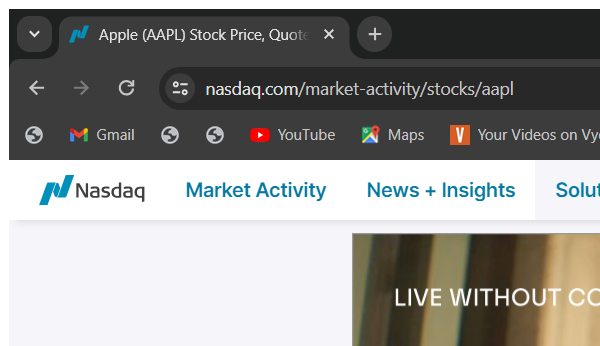 Apple (AAPL) Stock Price, Quote
nasdaq.com/market-activity/stocks/aapl
Gmail YouTube Maps Your Videos on Vy
Nasdaq Market Activity News + Insights Solut
LIVE WITHOUT CO